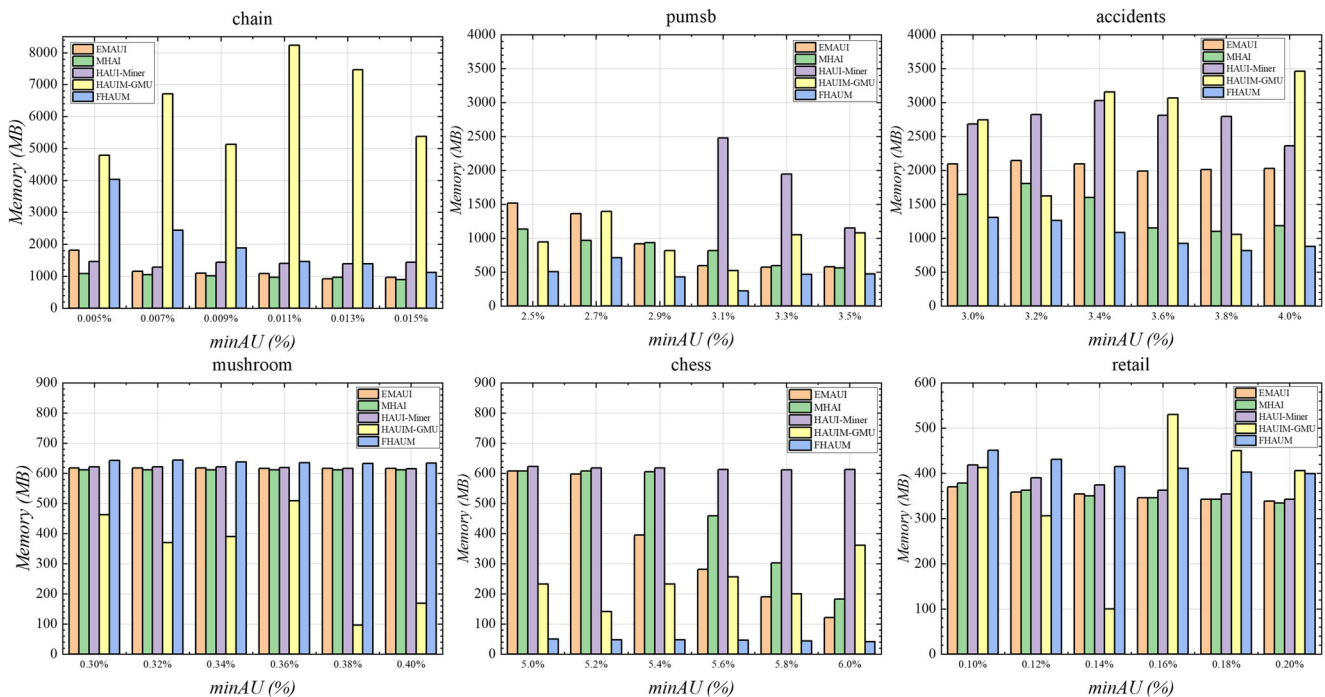 chain
EMAUI
MHAI
HAUI-Miner
HAUIM-GMU
FHAUM
Memory (MB)
8000
7000
6000
5000
4000
3000
2000
1000
0
0.005% 0.007% 0.009% 0.011% 0.013% 0.015%
minAU (%)
pumsb
EMAUI
MHAI
HAUI-Miner
HAUIM-GMU
FHAUM
Memory (MB)
4000
3500
3000
2500
2000
1500
1000
500
0
2.5% 2.7% 2.9% 3.1% 3.3% 3.5%
minAU (%)
accidents
EMAUI
MHAI
HAUI-Miner
HAUIM-GMU
FHAUM
Memory (MB)
4000
3500
3000
2500
2000
1500
1000
500
0
3.0% 3.2% 3.4% 3.6% 3.8% 4.0%
minAU (%)
mushroom
EMAUI
MHAI
HAUI-Miner
HAUIM-GMU
FHAUM
Memory (MB)
900
800
700
600
500
400
300
200
100
0
0.30% 0.32% 0.34% 0.36% 0.38% 0.40%
minAU (%)
chess
EMAUI
MHAI
HAUI-Miner
HAUIM-GMU
FHAUM
Memory (MB)
900
800
700
600
500
400
300
200
100
0
5.0% 5.2% 5.4% 5.6% 5.8% 6.0%
minAU (%)
retail
EMAUI
MHAI
HAUI-Miner
HAUIM-GMU
FHAUM
Memory (MB)
600
500
400
300
200
100
0
0.10% 0.12% 0.14% 0.16% 0.18% 0.20%
minAU (%)